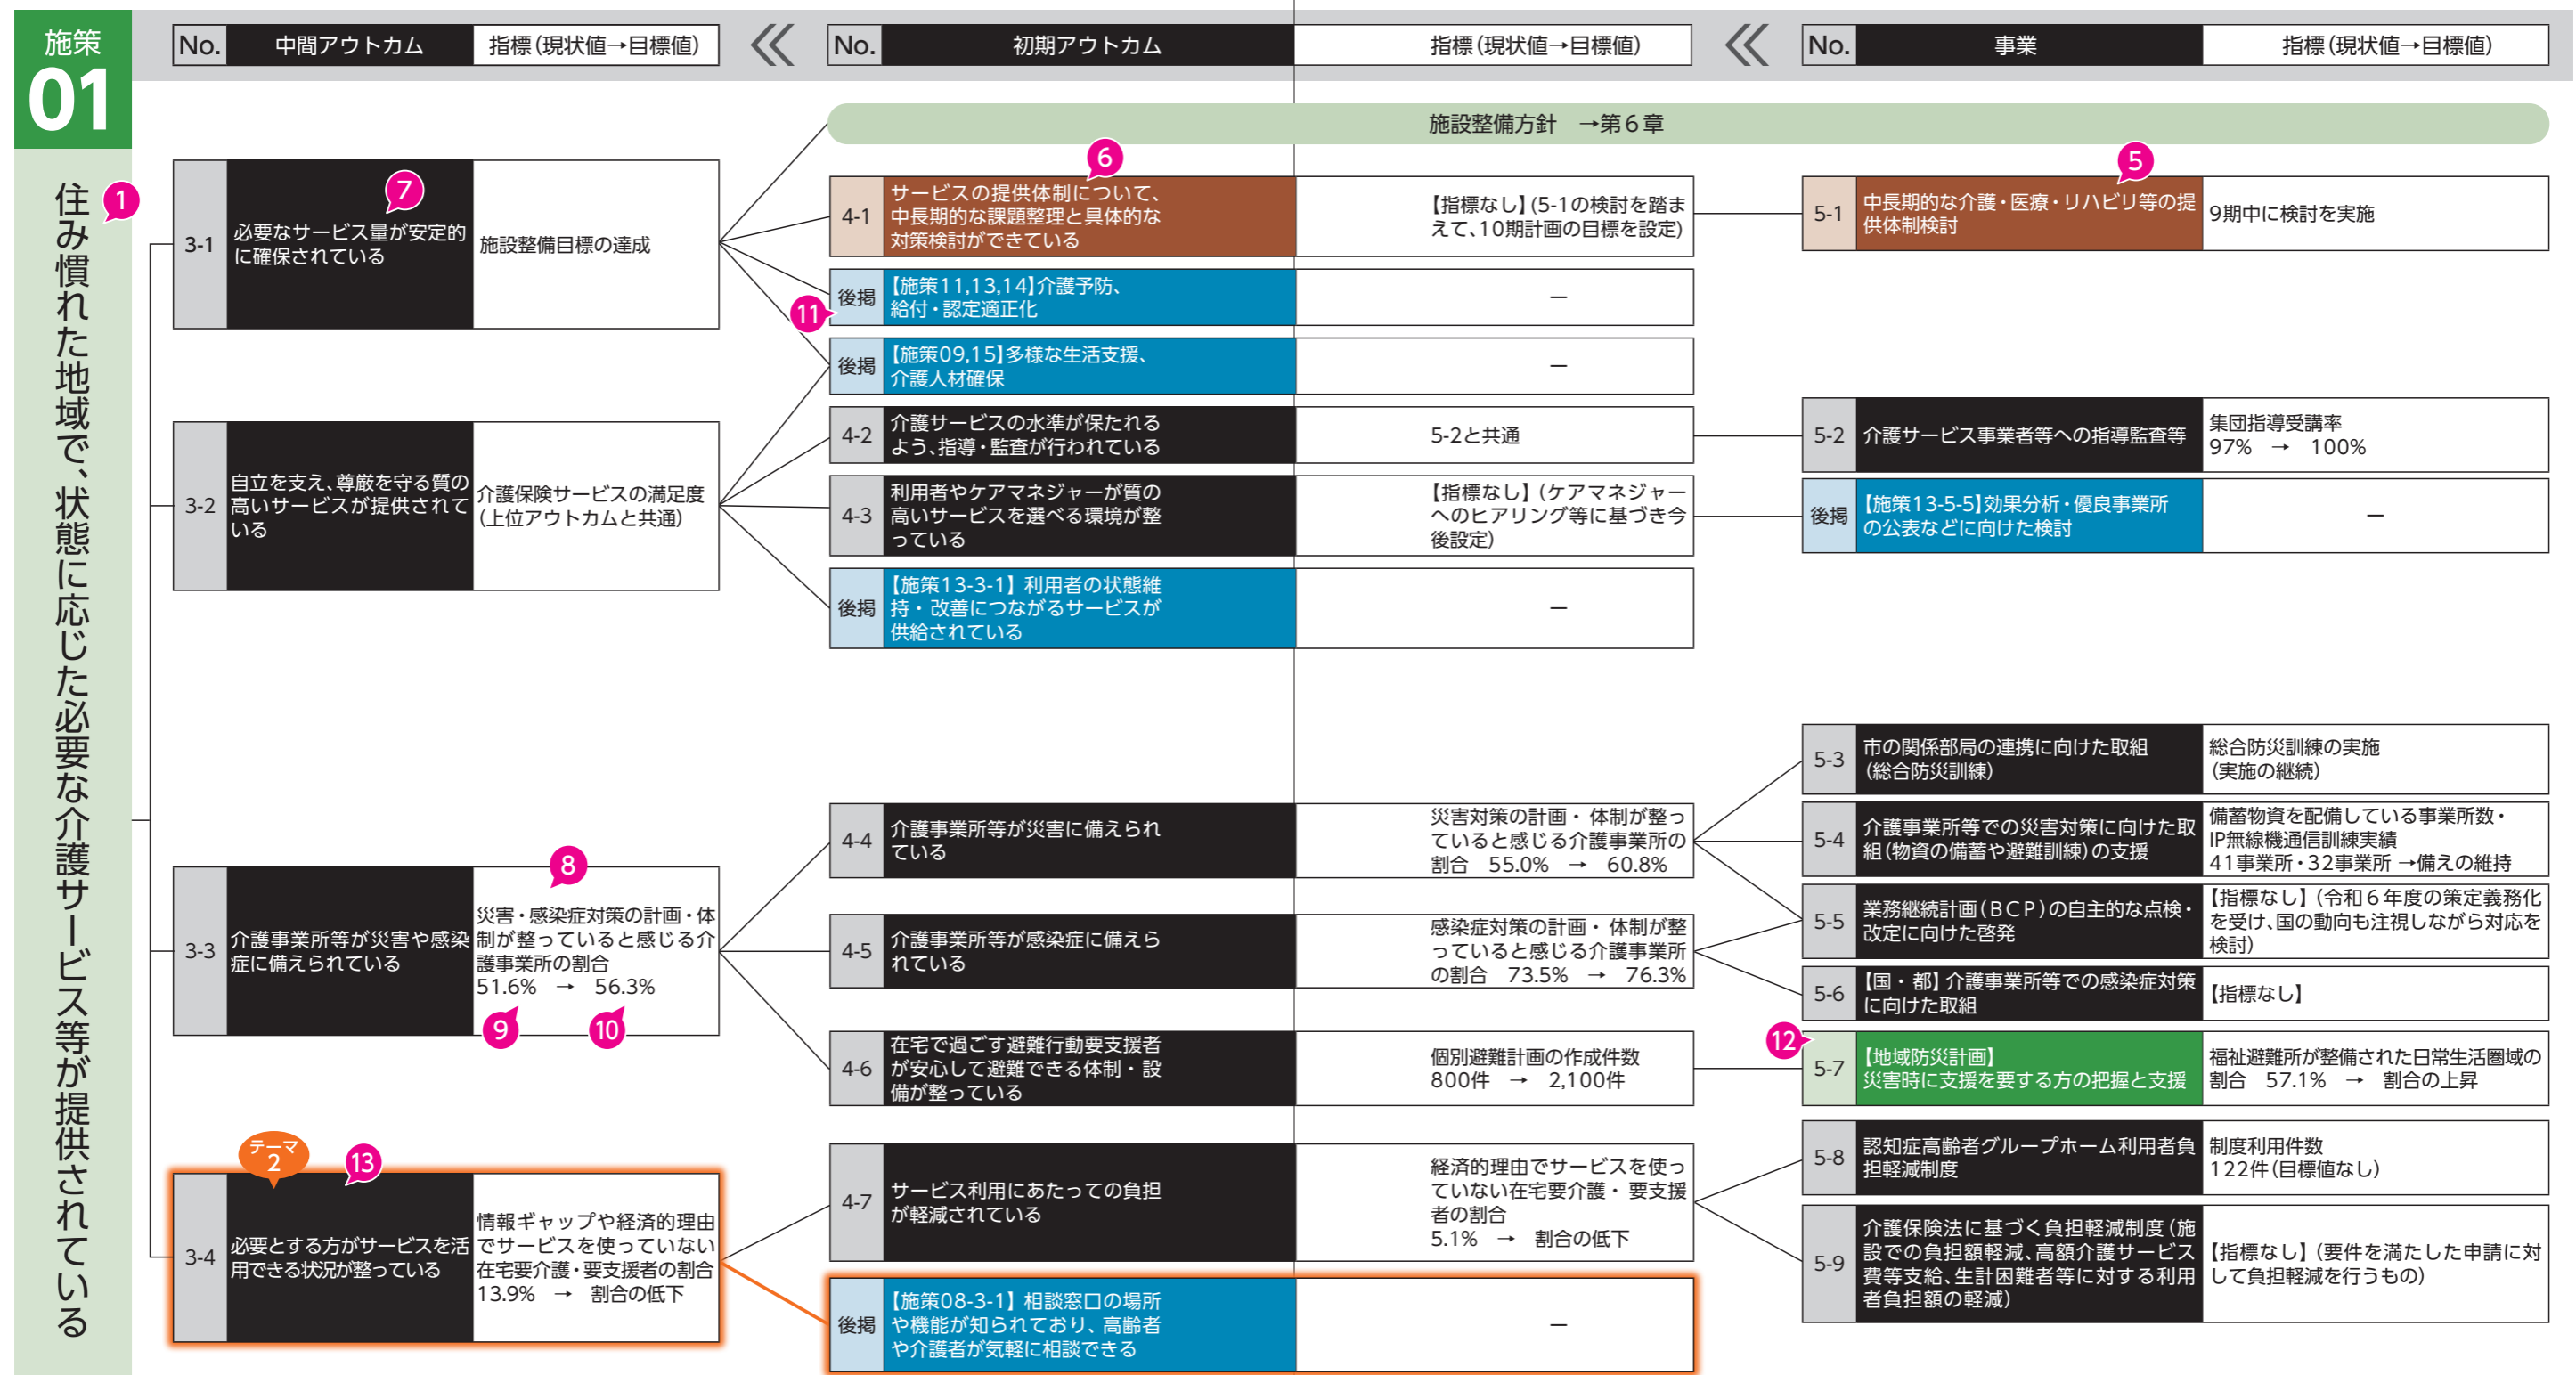 施策
01
住み慣れた地域で、状態に応じた必要な介護サービス等が提供されている
1
No.
中間アウトカム
指標(現状値→目標値)
No.
初期アウトカム
指標(現状値→目標値)
No.
事業
指標(現状値→目標値)
施設整備方針　→第6章
7
3-1
必要なサービス量が安定的
に確保されている
施設整備目標の達成
6
4-1
サービスの提供体制について、
中長期的な課題整理と具体的な
対策検討ができている
【指標なし】(5-1の検討を踏ま
えて、10期計画の目標を設定)
5
5-1
中長期的な介護・医療・リハビリ等の提
供体制検討
9期中に検討を実施
11
後掲
【施策11,13,14】介護予防、
給付・認定適正化
ー
後掲
【施策09,15】多様な生活支援、
介護人材確保
ー
3-2
自立を支え、尊厳を守る質の
高いサービスが提供されて
いる
介護保険サービスの満足度
(上位アウトカムと共通)
4-2
介護サービスの水準が保たれる
よう、指導・監査が行われている
5-2と共通
5-2
介護サービス事業者等への指導監査等
集団指導受講率
97%　→　100%
4-3
利用者やケアマネジャーが質の
高いサービスを選べる環境が整
っている
【指標なし】(ケアマネジャー
へのヒアリング等に基づき今
後設定)
後掲
【施策13-5-5】効果分析・優良事業所
の公表などに向けた検討
ー
後掲
【施策13-3-1】利用者の状態維
持・改善につながるサービスが
供給されている
ー
3-3
介護事業所等が災害や感染
症に備えられている
8
災害・感染症対策の計画・体
制が整っていると感じる介
護事業所の割合
51.6%　→　56.3%
9
10
4-4
介護事業所等が災害に備えられ
ている
災害対策の計画・体制が整っ
ていると感じる介護事業所の
割合　55.0%　→　60.8%
5-3
市の関係部局の連携に向けた取組
(総合防災訓練)
総合防災訓練の実施
(実施の継続)
5-4
介護事業所等での災害対策に向けた取
組(物資の備蓄や避難訓練)の支援
備蓄物資を配備している事業所数・
IP無線機通信訓練実績
41事業所・32事業所 →備えの維持
5-5
業務継続計画(BCP)の自主的な点検・
改定に向けた啓発
【指標なし】(令和6年度の策定義務化
を受け、国の動向も注視しながら対応を
検討)
4-5
介護事業所等が感染症に備えら
れている
感染症対策の計画・体制が整
っていると感じる介護事業所
の割合　73.5%　→　76.3%
5-6
【国・都】介護事業所等での感染症対策
に向けた取組
【指標なし】
4-6
在宅で過ごす避難行動要支援者
が安心して避難できる体制・設
備が整っている
個別避難計画の作成件数
800件　→　2,100件
12
5-7
【地域防災計画】
災害時に支援を要する方の把握と支援
福祉避難所が整備された日常生活圏域の
割合　57.1%　→　割合の上昇
テーマ
2
13
3-4
必要とする方がサービスを活
用できる状況が整っている
情報ギャップや経済的理由
でサービスを使っていない
在宅要介護・要支援者の割合
13.9%　→　割合の低下
4-7
サービス利用にあたっての負担
が軽減されている
経済的理由でサービスを使っ
ていない在宅要介護・要支援
者の割合
5.1%　→　割合の低下
5-8
認知症高齢者グループホーム利用者負
担軽減制度
制度利用件数
122件(目標値なし)
5-9
介護保険法に基づく負担軽減制度(施
設での負担額軽減、高額介護サービス
費等支給、生計困難者等に対する利用
者負担額の軽減)
【指標なし】(要件を満たした申請に対
して負担軽減を行うもの)
後掲
【施策08-3-1】相談窓口の場所
や機能が知られており、高齢者
や介護者が気軽に相談できる
ー